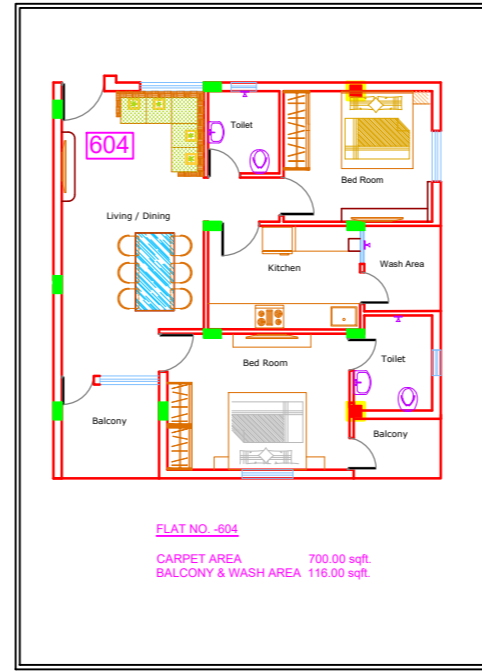 604
Toilet
Bed Room
Living / Dining
Kitchen
Wash Area
Bed Room
Toilet
Balcony
Balcony
FLAT NO. -604
CARPET AREA 700.00 sqft.
BALCONY & WASH AREA 116.00 sqft.